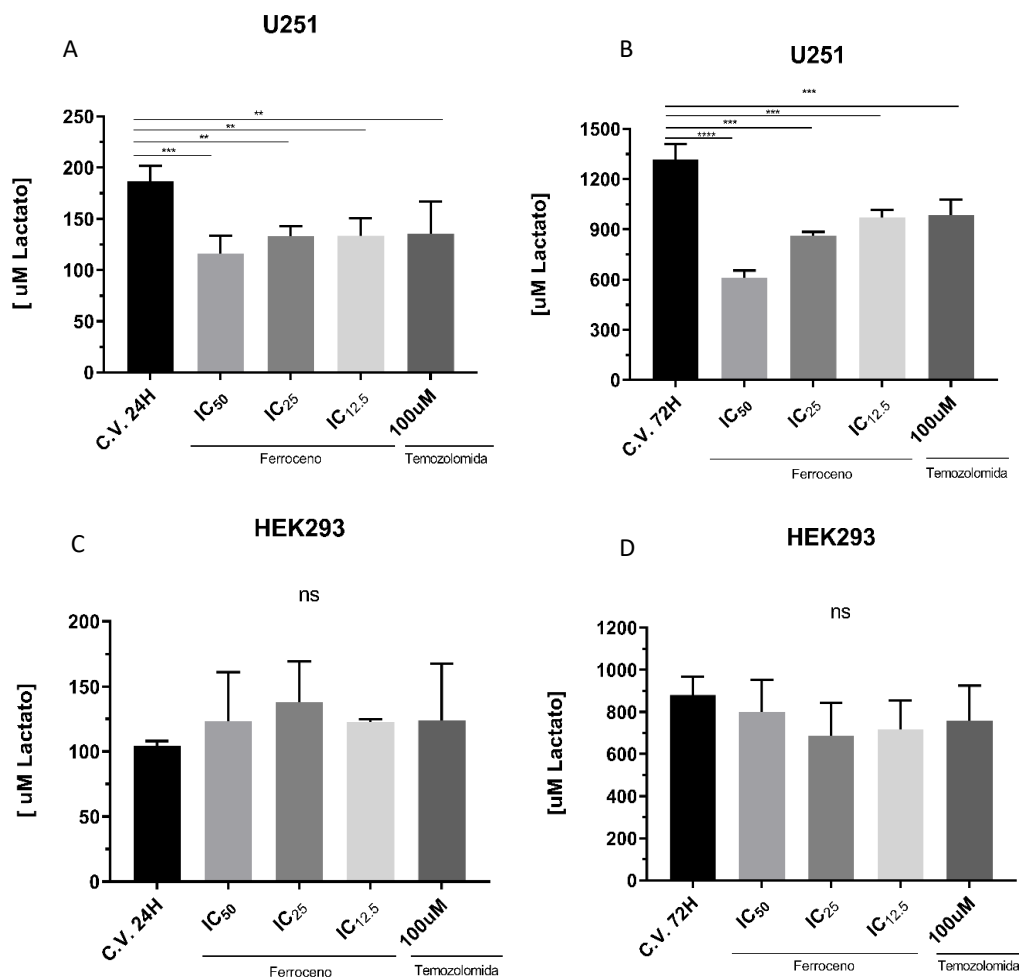 A
U251
**
**
**
***
250
200
150
100
50
0
[ uM Lactato]
C.V. 24H
IC50
IC25
IC12.5
100uM
Ferroceno
Temozolomida
B
U251
***
***
***
****
1500
1200
900
600
300
0
[uM Lactato]
C.V. 72H
IC50
IC25
IC12.5
100uM
Ferroceno
Temozolomida
C
HEK293
ns
200
150
100
50
0
[ uM Lactato]
C.V. 24H
IC50
IC25
IC12.5
100uM
Ferroceno
Temozolomida
D
HEK293
ns
1200
1000
800
600
400
200
0
[uM Lactato]
C.V. 72H
IC50
IC25
IC12.5
100uM
Ferroceno
Temozolomida